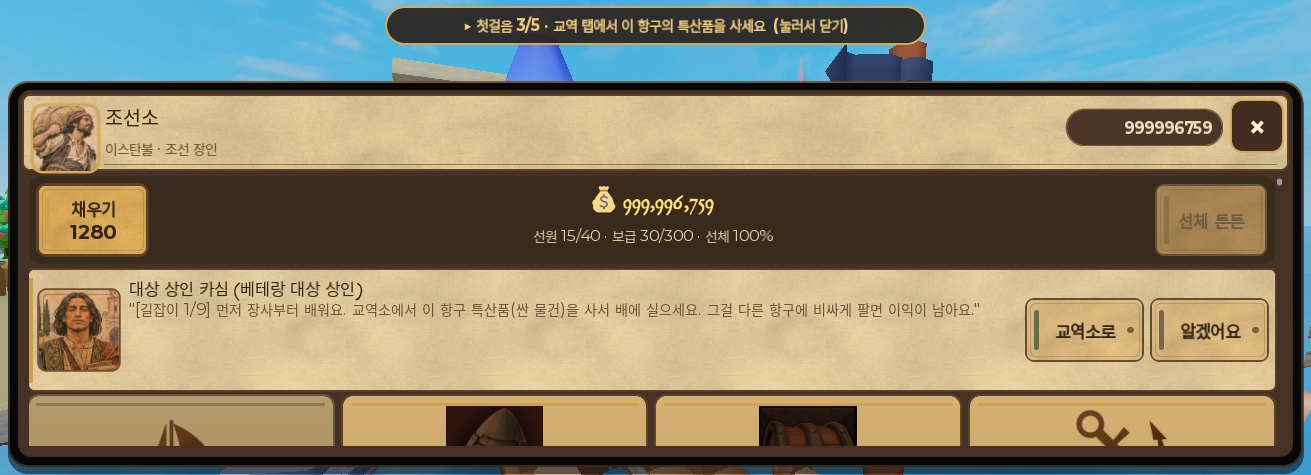 ▸ 첫걸음 3/5 · 교역 탭에서 이 항구의 특산품을 사세요 (눌러서 닫기)
조선소
이스탄불 · 조선 장인
999996759
×
채우기
1280
$ 999,996,759
선원 15/40 · 보급 30/300 · 선체 100%
선체 튼튼
대상 상인 카심 (베테랑 대상 상인)
"[길잡이 1/9] 먼저 장사부터 배워요. 교역소에서 이 항구 특산품(싼 물건)을 사서 배에 실으세요. 그걸 다른 항구에 비싸게 팔면 이익이 남아요."
교역소로
알겠어요